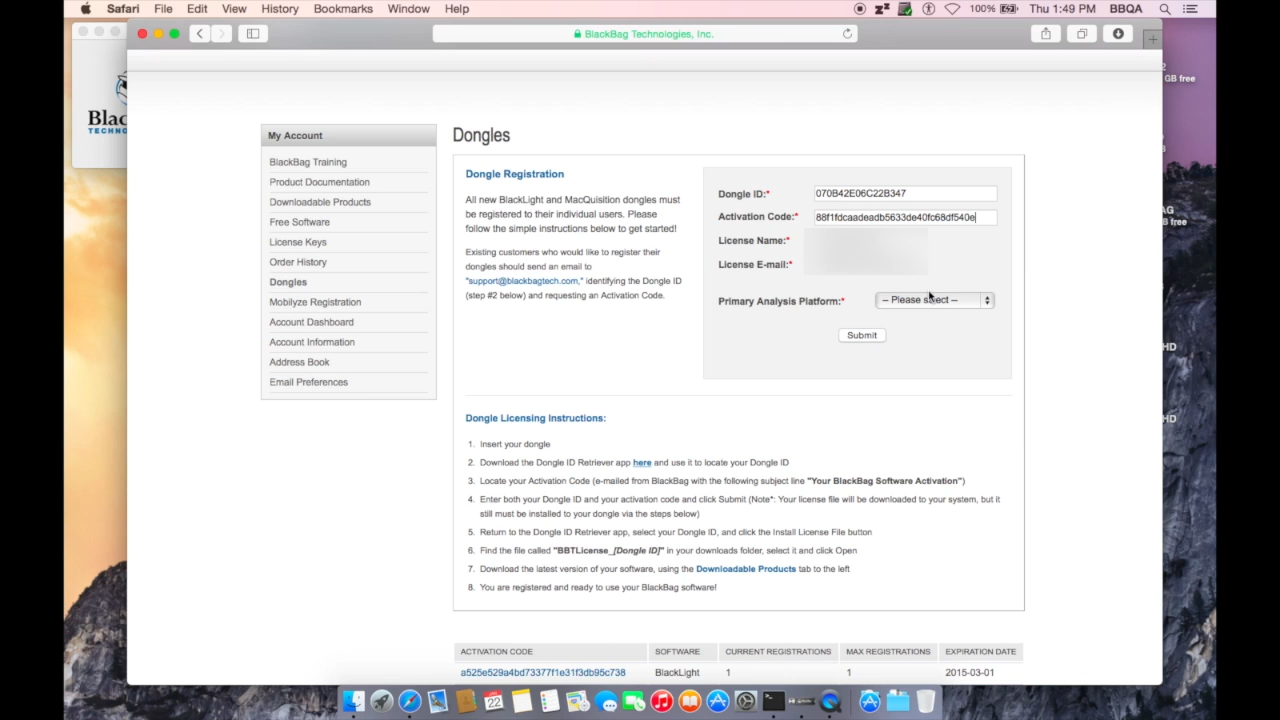 Safari File Edit View History Bookmarks Window Help 100% Thu 1:49 PM BBQA
BlackBag Technologies, Inc.
GB free
Blac
TECHNO
B free
HD
HD
My Account
BlackBag Training
Product Documentation
Downloadable Products
Free Software
License Keys
Order History
Dongles
Mobilyze Registration
Account Dashboard
Account Information
Address Book
Email Preferences
Dongles
Dongle Registration
All new BlackLight and MacQuisition dongles must
be registered to their individual users. Please
follow the simple instructions below to get started!
Existing customers who would like to register their
dongles should send an email to
"support@blackbagtech.com," identifying the Dongle ID
(step #2 below) and requesting an Activation Code.
Dongle ID:* 070B42E06C22B347
Activation Code:* 88f1fdcaadeadb5633de40fc68df540e
License Name:*
License E-mail:*
Primary Analysis Platform:* -- Please select --
Submit
Dongle Licensing Instructions:
1. Insert your dongle
2. Download the Dongle ID Retriever app here and use it to locate your Dongle ID
3. Locate your Activation Code (e-mailed from BlackBag with the following subject line "Your BlackBag Software Activation")
4. Enter both your Dongle ID and your activation code and click Submit (Note*: Your license file will be downloaded to your system, but it
still must be installed to your dongle via the steps below)
5. Return to the Dongle ID Retriever app, select your Dongle ID, and click the Install License File button
6. Find the file called "BBTLicense_[Dongle ID]" in your downloads folder, select it and click Open
7. Download the latest version of your software, using the Downloadable Products tab to the left
8. You are registered and ready to use your BlackBag software!
ACTIVATION CODE SOFTWARE CURRENT REGISTRATIONS MAX REGISTRATIONS EXPIRATION DATE
a525e529a4bd73377f1e31f3db95c738 BlackLight 1 1 2015-03-01
22